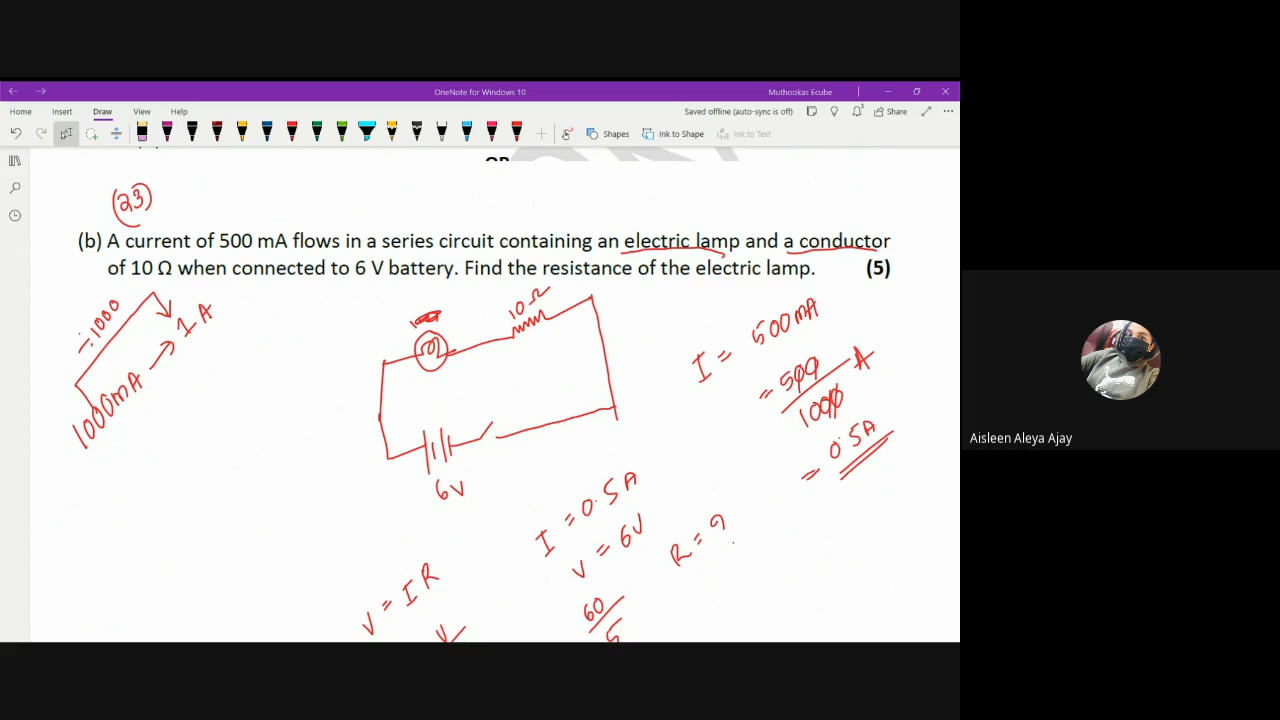 OneNote for Windows 10
Muthookas Ecube
Home Insert Draw View Help
Saved offline (auto-sync is off)
Share
Shapes
Ink to Shape
Ink to Text
OR
(23)
(b) A current of 500 mA flows in a series circuit containing an electric lamp and a conductor
of 10 Ω when connected to 6 V battery. Find the resistance of the electric lamp. (5)
÷1000
1000mA → 1 A
10Ω
6V
I = 500mA
= 500/1000 A
= 0.5A
I = 0.5A
V = 6V
R = ?
V = IR
V
60/5
Aisleen Aleya Ajay